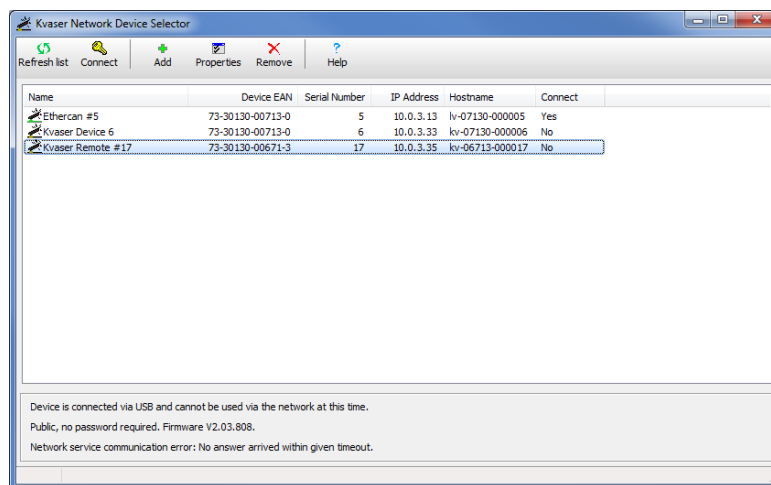 Kvaser Network Device Selector
Refresh list Connect Add Properties Remove Help
Name Device EAN Serial Number IP Address Hostname Connect
Ethercan #5 73-30130-00713-0 5 10.0.3.13 lv-07130-000005 Yes
Kvaser Device 6 73-30130-00713-0 6 10.0.3.33 kv-07130-000006 No
Kvaser Remote #17 73-30130-00671-3 17 10.0.3.35 kv-06713-000017 No
Device is connected via USB and cannot be used via the network at this time.
Public, no password required. Firmware V2.03.808.
Network service communication error: No answer arrived within given timeout.